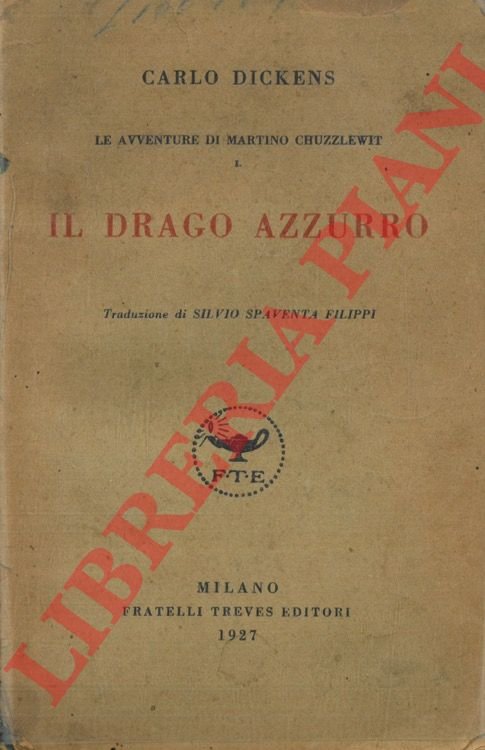 CARLO DICKENS
LE AVVENTURE DI MARTINO CHUZZLEWIT
I.
IL DRAGO AZZURRO
Traduzione di SILVIO SPAVENTA FILIPPI
F·T·E
MILANO
FRATELLI TREVES EDITORI
1927
LIBRERIA PIANI